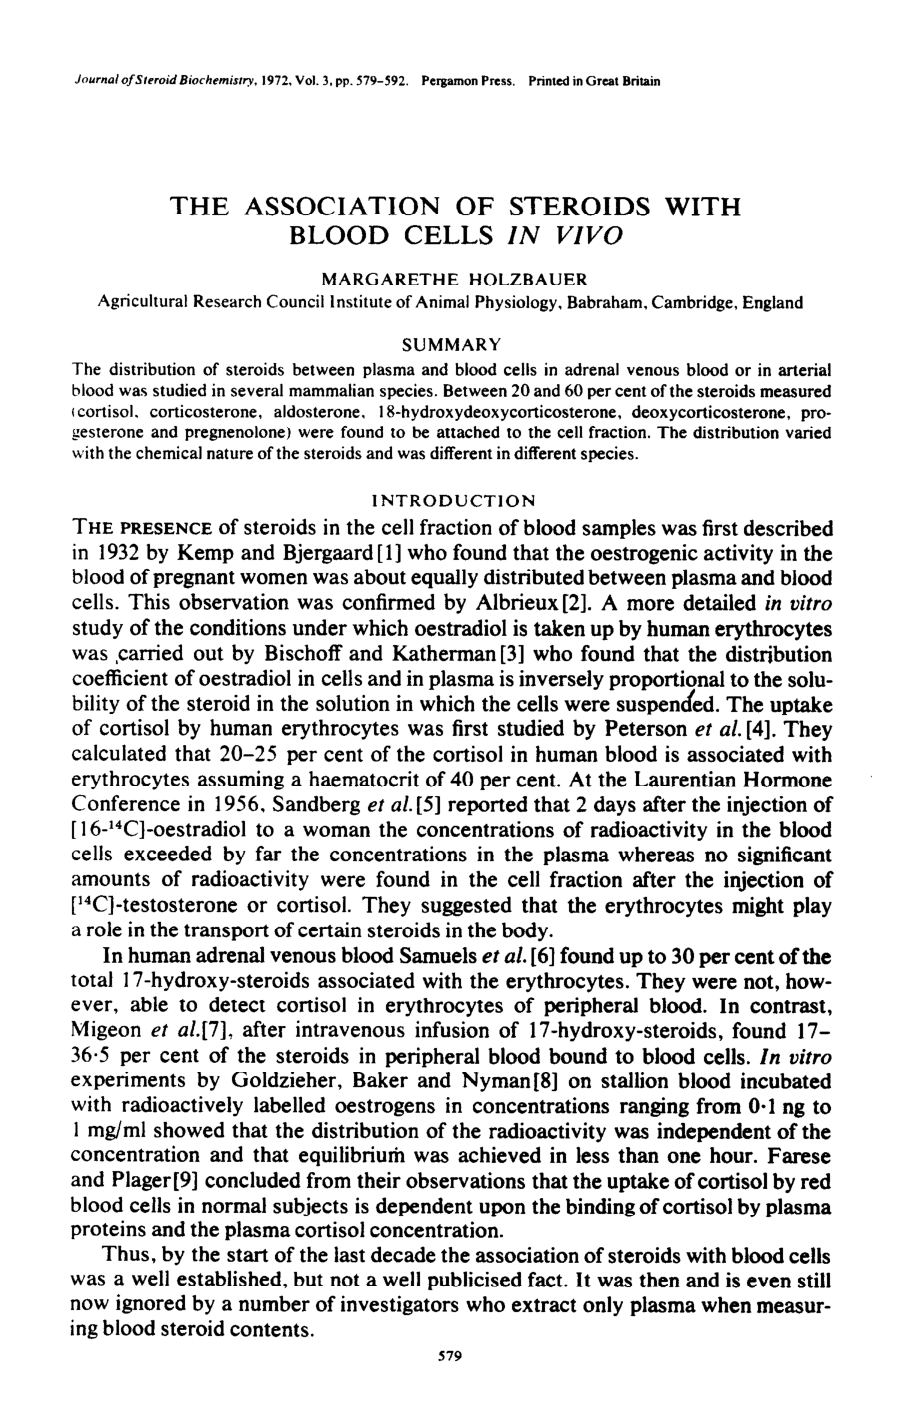 Journal of Steroid Biochemistry, 1972, Vol. 3, pp. 579–592. Pergamon Press. Printed in Great Britain
THE ASSOCIATION OF STEROIDS WITH
BLOOD CELLS IN VIVO
MARGARETHE HOLZBAUER
Agricultural Research Council Institute of Animal Physiology, Babraham, Cambridge, England
SUMMARY
The distribution of steroids between plasma and blood cells in adrenal venous blood or in arterial
blood was studied in several mammalian species. Between 20 and 60 per cent of the steroids measured
(cortisol, corticosterone, aldosterone, 18-hydroxydeoxycorticosterone, deoxycorticosterone, pro-
gesterone and pregnenolone) were found to be attached to the cell fraction. The distribution varied
with the chemical nature of the steroids and was different in different species.
INTRODUCTION
THE PRESENCE of steroids in the cell fraction of blood samples was first described
in 1932 by Kemp and Bjergaard[1] who found that the oestrogenic activity in the
blood of pregnant women was about equally distributed between plasma and blood
cells. This observation was confirmed by Albrieux[2]. A more detailed in vitro
study of the conditions under which oestradiol is taken up by human erythrocytes
was carried out by Bischoff and Katherman[3] who found that the distribution
coefficient of oestradiol in cells and in plasma is inversely proportional to the solu-
bility of the steroid in the solution in which the cells were suspended. The uptake
of cortisol by human erythrocytes was first studied by Peterson et al.[4]. They
calculated that 20–25 per cent of the cortisol in human blood is associated with
erythrocytes assuming a haematocrit of 40 per cent. At the Laurentian Hormone
Conference in 1956, Sandberg et al.[5] reported that 2 days after the injection of
[16-¹⁴C]-oestradiol to a woman the concentrations of radioactivity in the blood
cells exceeded by far the concentrations in the plasma whereas no significant
amounts of radioactivity were found in the cell fraction after the injection of
[¹⁴C]-testosterone or cortisol. They suggested that the erythrocytes might play
a role in the transport of certain steroids in the body.
In human adrenal venous blood Samuels et al.[6] found up to 30 per cent of the
total 17-hydroxy-steroids associated with the erythrocytes. They were not, how-
ever, able to detect cortisol in erythrocytes of peripheral blood. In contrast,
Migeon et al.[7], after intravenous infusion of 17-hydroxy-steroids, found 17–
36·5 per cent of the steroids in peripheral blood bound to blood cells. In vitro
experiments by Goldzieher, Baker and Nyman[8] on stallion blood incubated
with radioactively labelled oestrogens in concentrations ranging from 0·1 ng to
1 mg/ml showed that the distribution of the radioactivity was independent of the
concentration and that equilibrium was achieved in less than one hour. Farese
and Plager[9] concluded from their observations that the uptake of cortisol by red
blood cells in normal subjects is dependent upon the binding of cortisol by plasma
proteins and the plasma cortisol concentration.
Thus, by the start of the last decade the association of steroids with blood cells
was a well established, but not a well publicised fact. It was then and is even still
now ignored by a number of investigators who extract only plasma when measur-
ing blood steroid contents.
579